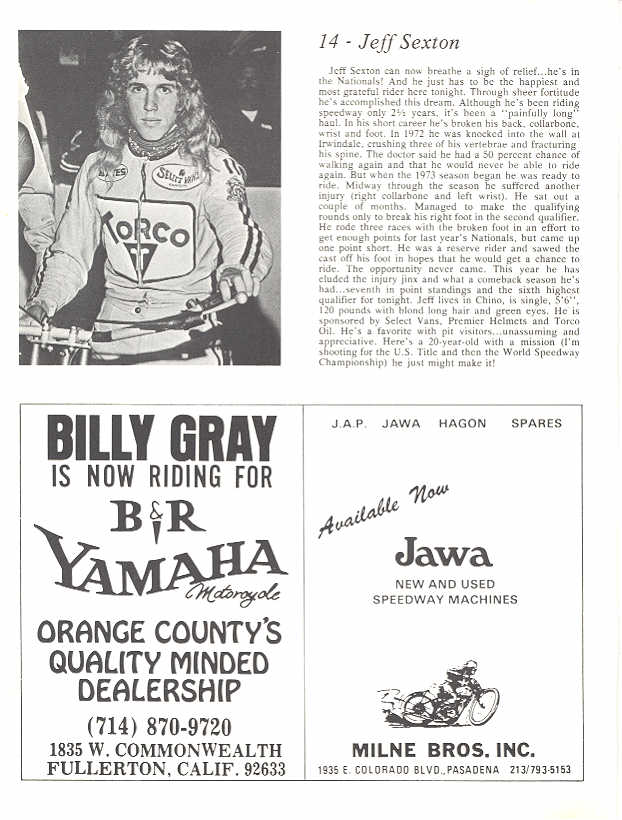 14 - Jeff Sexton
Jeff Sexton can now breathe a sigh of relief...he's in
the Nationals! And he just has to be the happiest and
most grateful rider here tonight. Through sheer fortitude
he's accomplished this dream. Although he's been riding
speedway only 2½ years, it's been a "painfully long"
haul. In his short career he's broken his back, collarbone,
wrist and foot. In 1972 he was knocked into the wall at
Irwindale, crushing three of his vertebrae and fracturing
his spine. The doctor said he had a 50 percent chance of
walking again and that he would never be able to ride
again. But when the 1973 season began he was ready to
ride. Midway through the season he suffered another
injury (right collarbone and left wrist). He sat out a
couple of months. Managed to make the qualifying
rounds only to break his right foot in the second qualifier.
He rode three races with the broken foot in an effort to
get enough points for last year's Nationals, but came up
one point short. He was a reserve rider and sawed the
cast off his foot in hopes that he would get a chance to
ride. The opportunity never came. This year he has
eluded the injury jinx and what a comeback season he's
had...seventh in point standings and the sixth highest
qualifier for tonight. Jeff lives in Chino, is single, 5'6",
120 pounds with blond long hair and green eyes. He is
sponsored by Select Vans, Premier Helmets and Torco
Oil. He's a favorite with pit visitors...unassuming and
appreciative. Here's a 20-year-old with a mission (I'm
shooting for the U.S. Title and then the World Speedway
Championship) he just might make it!
TORCO
BILLY GRAY
IS NOW RIDING FOR
B & R
YAMAHA
Motorcycle
ORANGE COUNTY'S
QUALITY MINDED
DEALERSHIP
(714) 870-9720
1835 W. COMMONWEALTH
FULLERTON, CALIF. 92633
J.A.P. JAWA HAGON SPARES
Available Now
Jawa
NEW AND USED
SPEEDWAY MACHINES
MILNE BROS, INC.
1935 E. COLORADO BLVD., PASADENA 213/793-5153